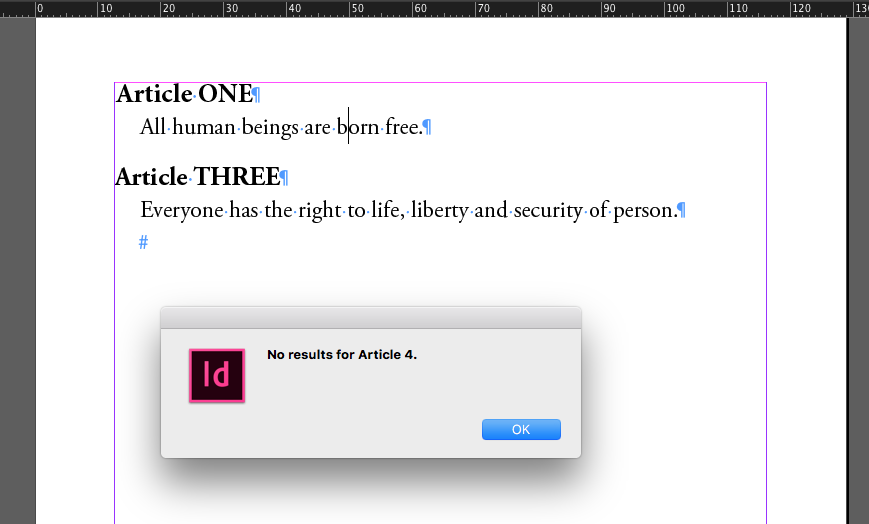 0 10 20 30 40 50 60 70 80 90 100 110 120 130
Article ONE¶
All human beings are born free.¶
Article THREE¶
Everyone has the right to life, liberty and security of person.¶
#
No results for Article 4.
Id
OK